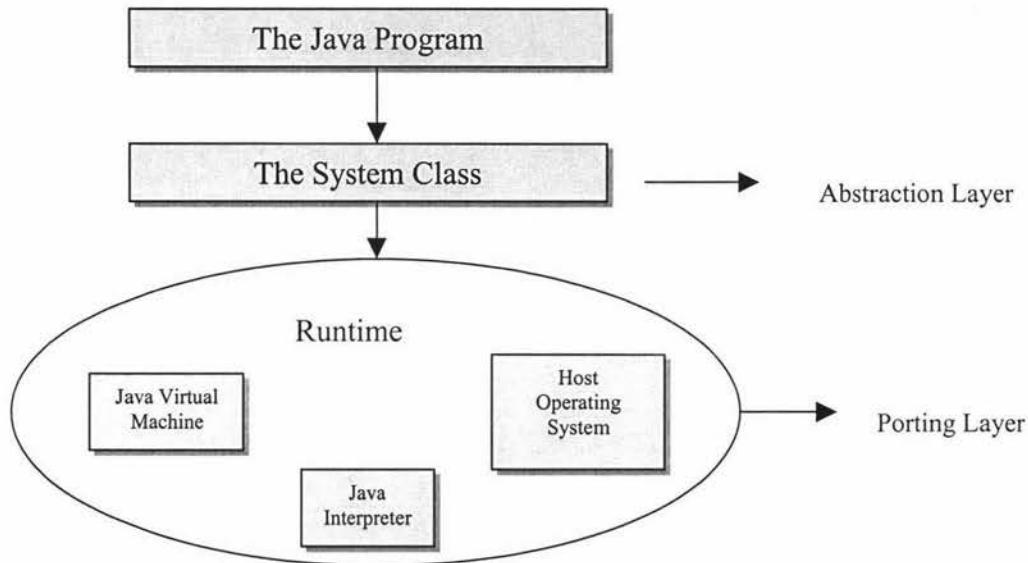 The Java Program
The System Class
Abstraction Layer
Runtime
Java Virtual
Machine
Host
Operating
System
Porting Layer
Java
Interpreter